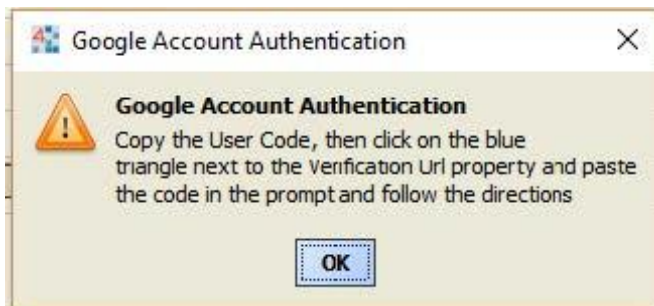 Google Account Authentication
Google Account Authentication
Copy the User Code, then click on the blue
triangle next to the Verification Url property and paste
the code in the prompt and follow the directions
OK